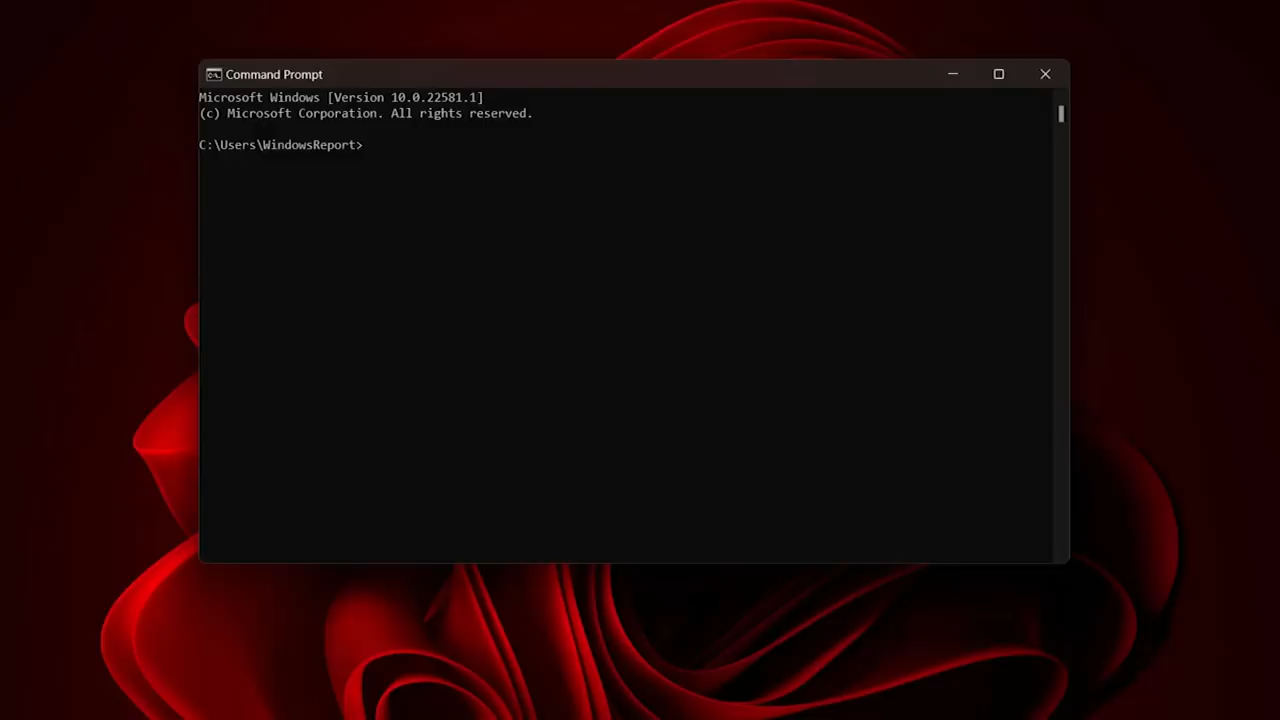 Command Prompt
Microsoft Windows [Version 10.0.22581.1]
(c) Microsoft Corporation. All rights reserved.
C:\Users\WindowsReport>